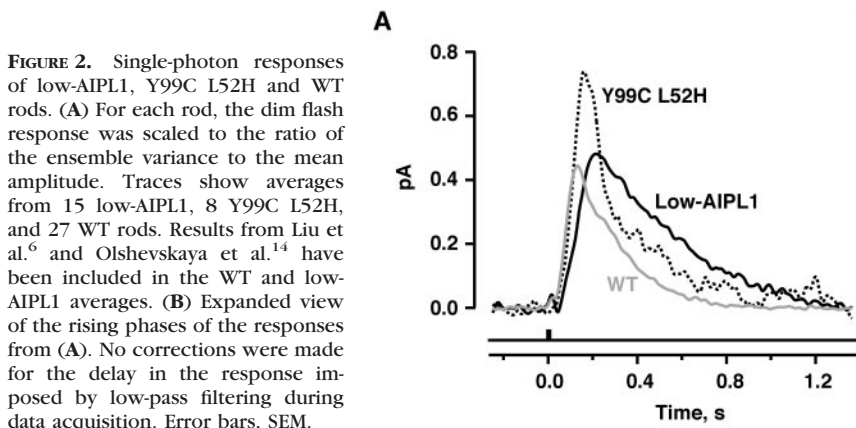 FIGURE 2. Single-photon responses
of low-AIPL1, Y99C L52H and WT
rods. (A) For each rod, the dim flash
response was scaled to the ratio of
the ensemble variance to the mean
amplitude. Traces show averages
from 15 low-AIPL1, 8 Y99C L52H,
and 27 WT rods. Results from Liu et
al.6 and Olshevskaya et al.14 have
been included in the WT and low-
AIPL1 averages. (B) Expanded view
of the rising phases of the responses
from (A). No corrections were made
for the delay in the response im-
posed by low-pass filtering during
data acquisition. Error bars, SEM.
A
0.8
0.6
0.4
0.2
0.0
pA
Y99C L52H
Low-AIPL1
WT
0.0 0.4 0.8 1.2
Time, s